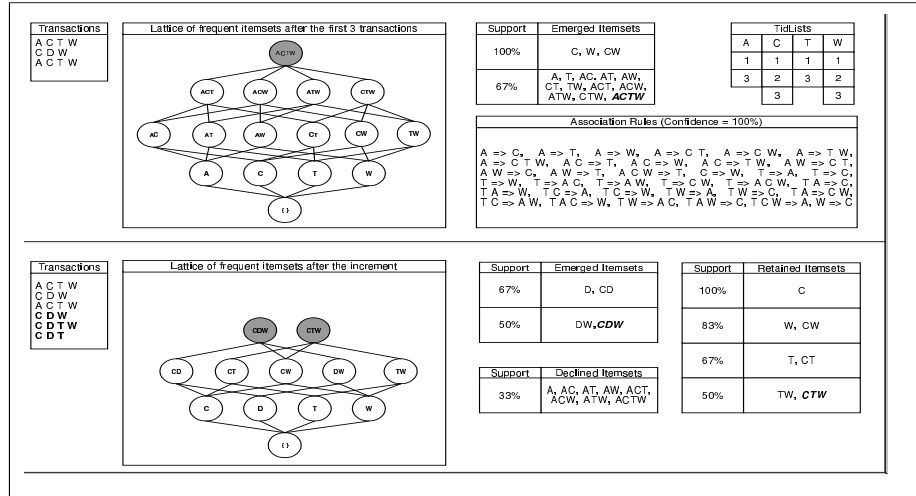 Transactions
A C T W
C D W
A C T W
Lattice of frequent itemsets after the first 3 transactions
ACTW
ACT ACW ATW CTW
AC AT AW CT CW TW
A C T W
{ }
Support Emerged Itemsets
100% C, W, CW
67% A, T, AC. AT, AW,
CT, TW, ACT, ACW,
ATW, CTW, ACTW
TidLists
A C T W
1 1 1 1
3 2 3 2
3 3
Association Rules (Confidence = 100%)
A => C, A => T, A => W, A => C T, A => C W, A => T W,
A => C T W, A C => T, A C => W, A C => T W, A W => C T,
A W => C, A W => T, A C W => T, C => W, T => A, T => C,
T => W, T => A C, T => A W, T => C W, T => A C W, T A => C,
T A => W, T C => A, T C => W, T W => A, T W => C, T A => C W,
T C => A W, T A C => W, T W => A C, T A W => C, T C W => A, W => C
Transactions
A C T W
C D W
A C T W
C D W
C D T W
C D T
Lattice of frequent itemsets after the increment
CDW CTW
CD CT CW DW TW
C D T W
{ }
Support Emerged Itemsets
67% D, CD
50% DW,CDW
Support Declined Itemsets
33% A, AC, AT, AW, ACT,
ACW, ATW, ACTW
Support Retained Itemsets
100% C
83% W, CW
67% T, CT
50% TW, CTW